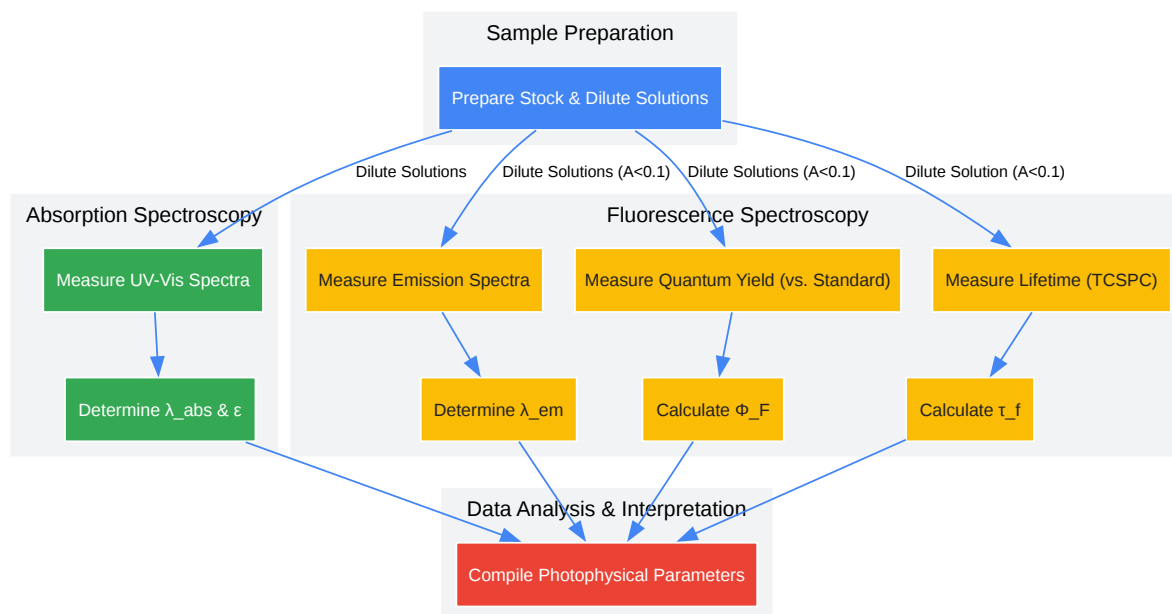 Sample Preparation
Prepare Stock & Dilute Solutions
Dilute Solutions
Dilute Solutions (A<0.1)
Dilute Solutions (A<0.1)
Dilute Solution (A<0.1)
Absorption Spectroscopy
Fluorescence Spectroscopy
Measure UV-Vis Spectra
Measure Emission Spectra
Measure Quantum Yield (vs. Standard)
Measure Lifetime (TCSPC)
Determine λ_abs & ε
Determine λ_em
Calculate Φ_F
Calculate τ_f
Data Analysis & Interpretation
Compile Photophysical Parameters